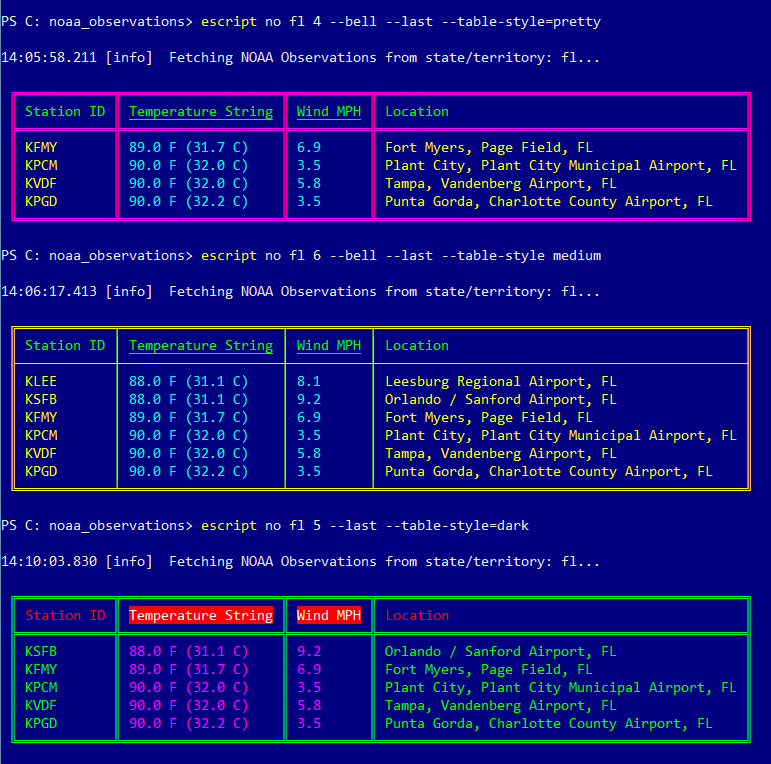 PS C: noaa_observations> escript no fl 4 --bell --last --table-style=pretty
14:05:58.211 [info]  Fetching NOAA Observations from state/territory: fl...
Station ID  Temperature String  Wind MPH  Location
KFMY  89.0 F (31.7 C)  6.9  Fort Myers, Page Field, FL
KPCM  90.0 F (32.0 C)  3.5  Plant City, Plant City Municipal Airport, FL
KVDF  90.0 F (32.0 C)  5.8  Tampa, Vandenberg Airport, FL
KPGD  90.0 F (32.2 C)  3.5  Punta Gorda, Charlotte County Airport, FL
PS C: noaa_observations> escript no fl 6 --bell --last --table-style medium
14:06:17.413 [info]  Fetching NOAA Observations from state/territory: fl...
Station ID  Temperature String  Wind MPH  Location
KLEE  88.0 F (31.1 C)  8.1  Leesburg Regional Airport, FL
KSFB  88.0 F (31.1 C)  9.2  Orlando / Sanford Airport, FL
KFMY  89.0 F (31.7 C)  6.9  Fort Myers, Page Field, FL
KPCM  90.0 F (32.0 C)  3.5  Plant City, Plant City Municipal Airport, FL
KVDF  90.0 F (32.0 C)  5.8  Tampa, Vandenberg Airport, FL
KPGD  90.0 F (32.2 C)  3.5  Punta Gorda, Charlotte County Airport, FL
PS C: noaa_observations> escript no fl 5 --last --table-style=dark
14:10:03.830 [info]  Fetching NOAA Observations from state/territory: fl...
Station ID  Temperature String  Wind MPH  Location
KSFB  88.0 F (31.1 C)  9.2  Orlando / Sanford Airport, FL
KFMY  89.0 F (31.7 C)  6.9  Fort Myers, Page Field, FL
KPCM  90.0 F (32.0 C)  3.5  Plant City, Plant City Municipal Airport, FL
KVDF  90.0 F (32.0 C)  5.8  Tampa, Vandenberg Airport, FL
KPGD  90.0 F (32.2 C)  3.5  Punta Gorda, Charlotte County Airport, FL